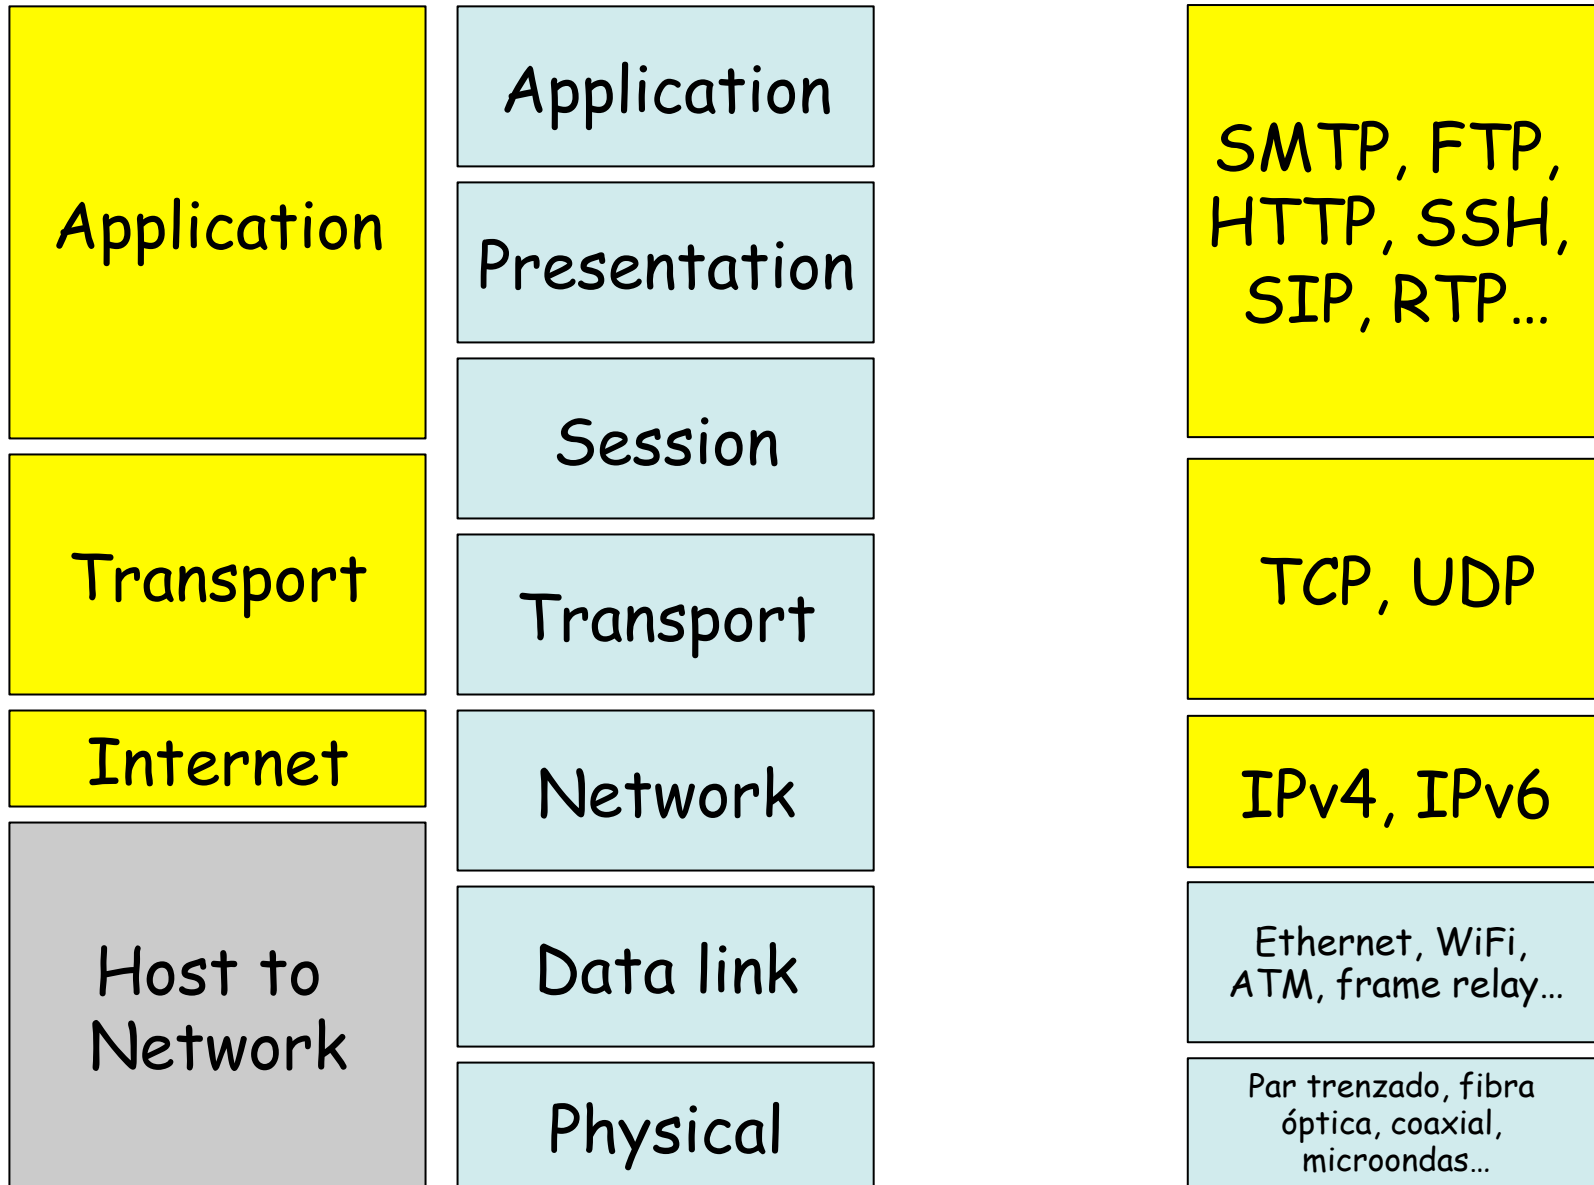 Application
Transport
Internet
Host to
Network
Application
Presentation
Session
Transport
Network
Data link
Physical
SMTP, FTP,
HTTP, SSH,
SIP, RTP…
TCP, UDP
IPv4, IPv6
Ethernet, WiFi,
ATM, frame relay…
Par trenzado, fibra
óptica, coaxial,
microondas…